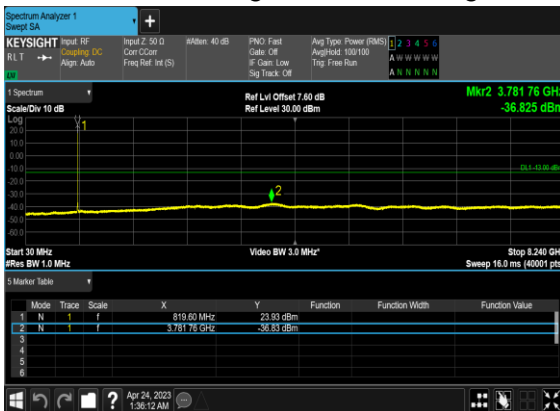 Spectrum Analyzer 1
Swept SA
KEYSIGHT Input: RF Input Z: 50 Ω #Atten: 40 dB PNO: Fast Avg Type: Power (RMS) 1 2 3 4 5 6
RLT Coupling: DC Corr CCorr Gate: Off Avg|Hold: 100/100 A W W W W W
Align: Auto Freq Ref: Int (S) IF Gain: Low Trig: Free Run
Sig Track: Off A N N N N N
LV
1 Spectrum Ref Lvl Offset 7.60 dB Mkr2 3.781 76 GHz
Scale/Div 10 dB Ref Level 30.00 dBm -36.825 dBm
Log
20.0 1
10.0
0.00
-10.0 DL1 -13.00 dBm
-20.0
-30.0 2
-40.0
-50.0
-60.0
Start 30 MHz Video BW 3.0 MHz* Stop 8.240 GHz
#Res BW 1.0 MHz Sweep 16.0 ms (40001 pts)
5 Marker Table
Mode Trace Scale X Y Function Function Width Function Value
1 N 1 f 819.60 MHz 23.93 dBm
2 N 1 f 3.781 76 GHz -36.83 dBm
3
4
5
6
? Apr 24, 2023
1:36:12 AM